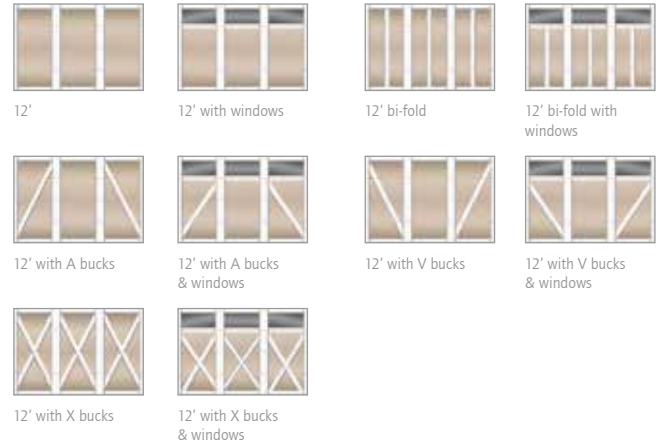 12’
12’ with windows
12’ bi-fold
12’ bi-fold with
windows
12’ with A bucks
12’ with A bucks
& windows
12’ with V bucks
12’ with V bucks
& windows
12’ with X bucks
12’ with X bucks
& windows